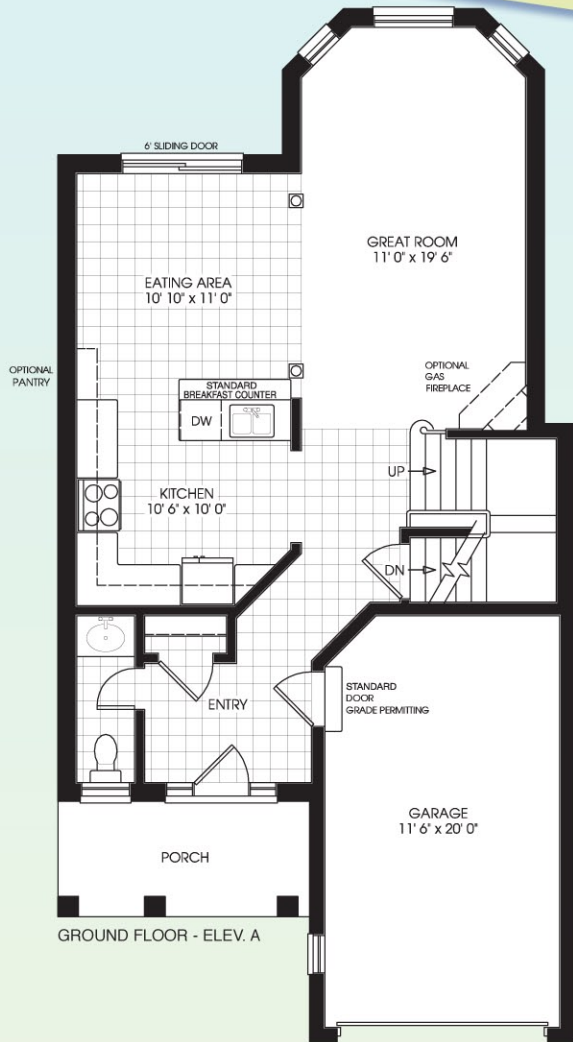 6' SLIDING DOOR
GREAT ROOM
11' 0" x 19' 6"
EATING AREA
10' 10" x 11' 0"
OPTIONAL
PANTRY
OPTIONAL
GAS
FIREPLACE
STANDARD
BREAKFAST COUNTER
DW
UP
KITCHEN
10' 6" x 10' 0"
DN
STANDARD
DOOR
GRADE PERMITTING
ENTRY
GARAGE
11' 6" x 20' 0"
PORCH
GROUND FLOOR - ELEV. A